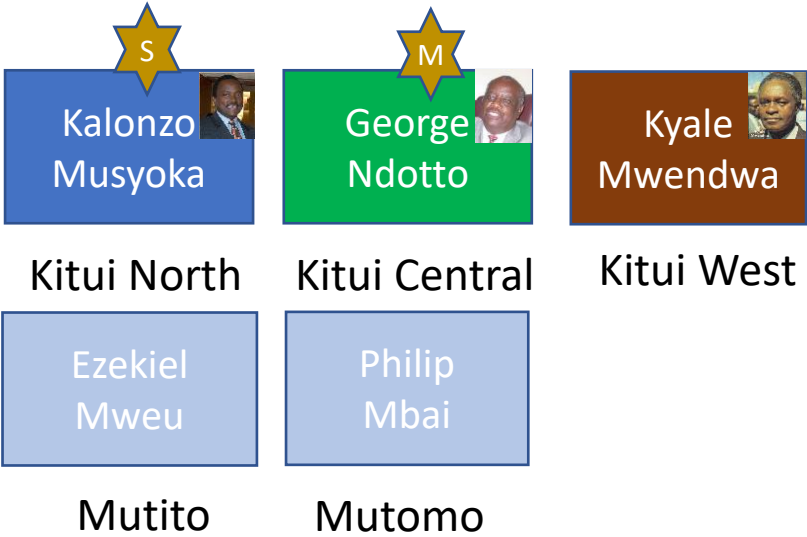 S
M
Kalonzo
Musyoka
George
Ndotto
Kyale
Mwendwa
Kitui North
Kitui Central
Kitui West
Ezekiel
Mweu
Philip
Mbai
Mutito
Mutomo